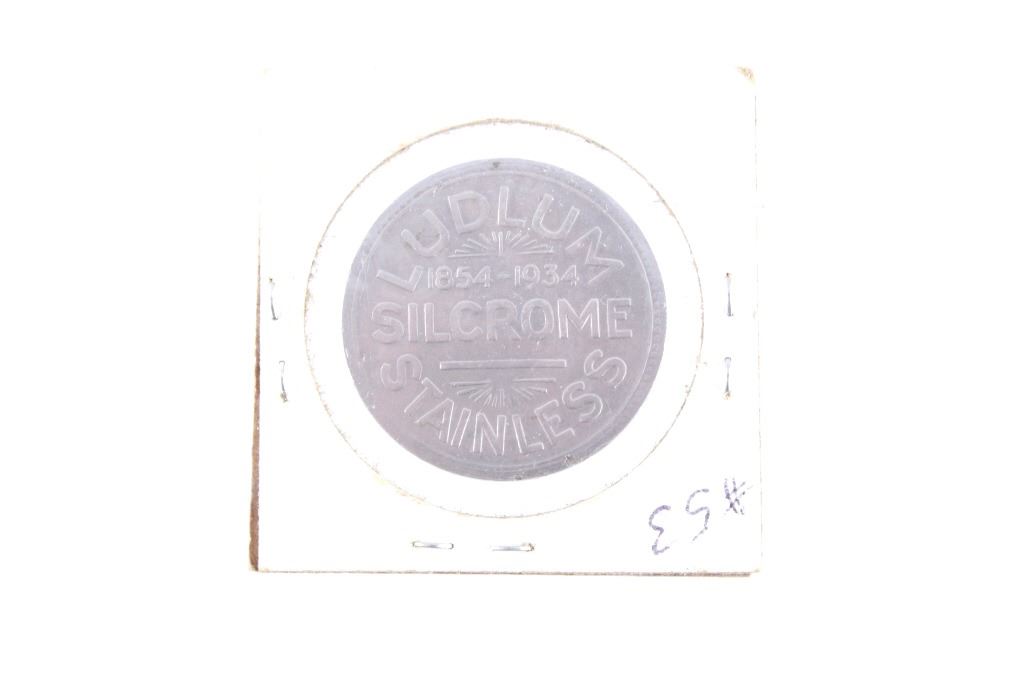 LUDLUM
1854-1934
SILCROME
STAINLESS
#53